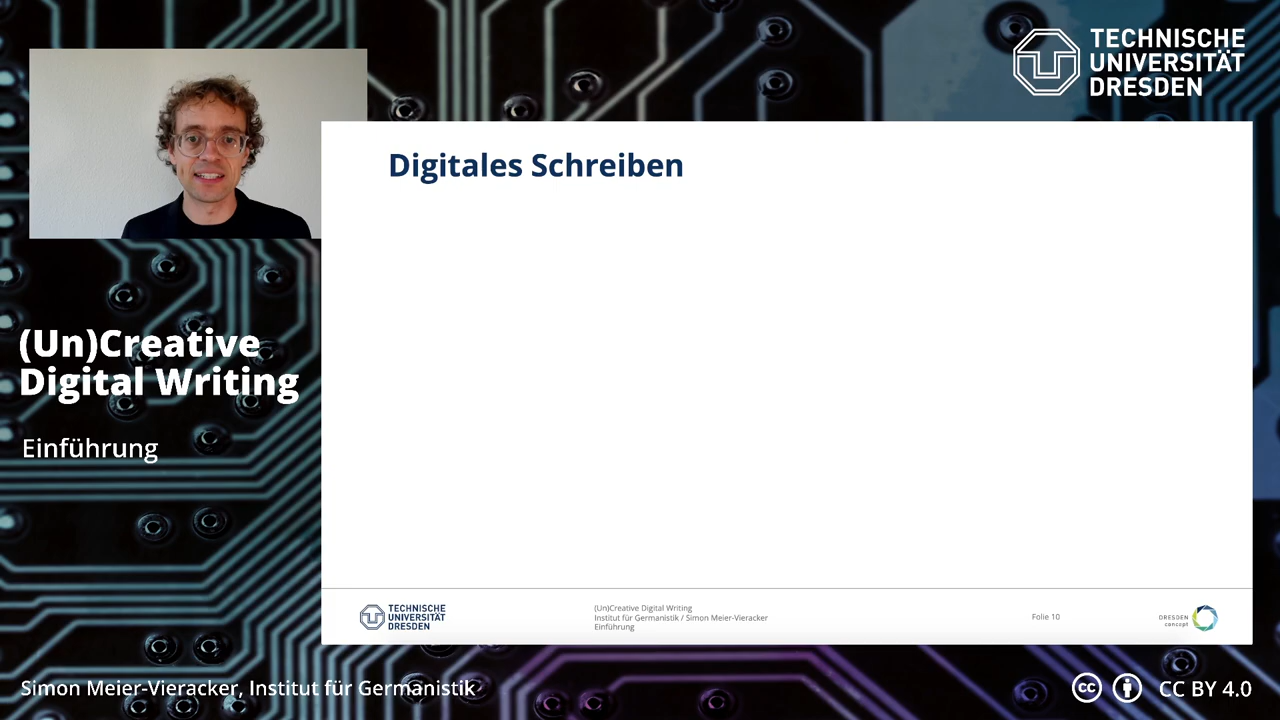 TECHNISCHE
UNIVERSITÄT
DRESDEN
Digitales Schreiben
(Un)Creative
Digital Writing
Einführung
TECHNISCHE
UNIVERSITÄT
DRESDEN
(Un)Creative Digital Writing
Institut für Germanistik / Simon Meier-Vieracker
Einführung
Folie 10
DRESDEN
concept
Simon Meier-Vieracker, Institut für Germanistik
cc
CC BY 4.0